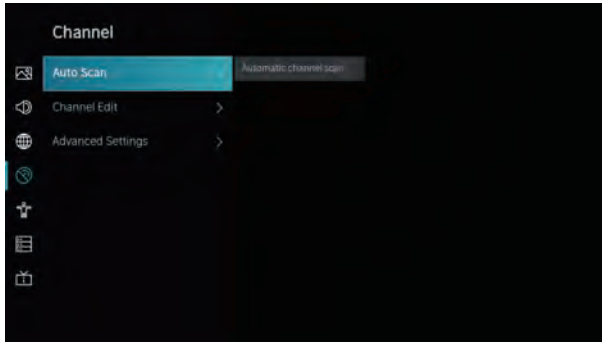 Channel
Auto Scan
Automatic channel scan
Channel Edit
Advanced Settings